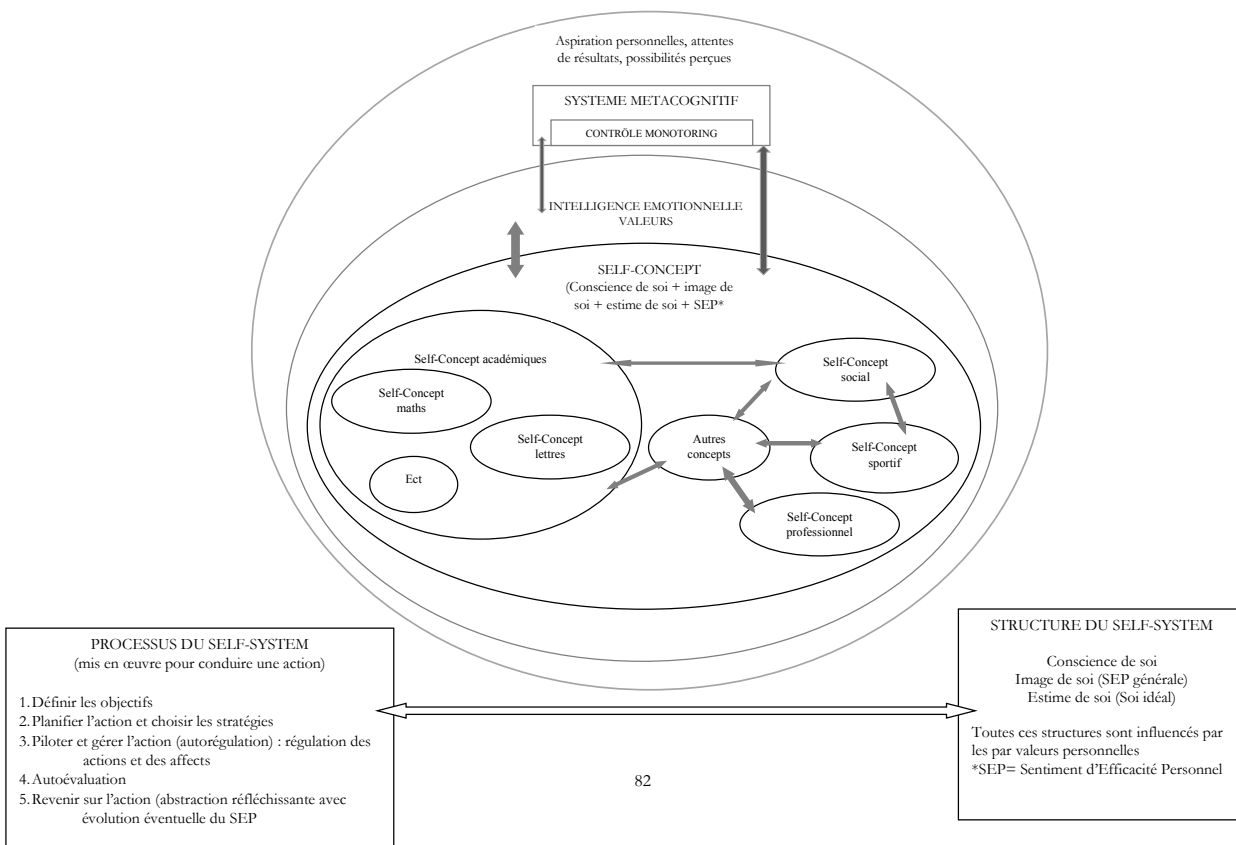 Aspiration personnelles, attentes
de résultats, possibilités perçues
SYSTEME METACOGNITIF
CONTRÔLE MONOTORING
INTELLIGENCE EMOTIONNELLE
VALEURS
SELF-CONCEPT
(Conscience de soi + image de
soi + estime de soi + SEP*
Self-Concept académiques
Self-Concept
maths
Self-Concept
lettres
Ect
Self-Concept
social
Autres
concepts
Self-Concept
sportif
Self-Concept
professionnel
PROCESSUS DU SELF-SYSTEM
(mis en œuvre pour conduire une action)
1. Définir les objectifs
2. Planifier l’action et choisir les stratégies
3. Piloter et gérer l’action (autorégulation) : régulation des
actions et des affects
4. Autoévaluation
5. Revenir sur l’action (abstraction réfléchissante avec
évolution éventuelle du SEP
STRUCTURE DU SELF-SYSTEM
Conscience de soi
Image de soi (SEP générale)
Estime de soi (Soi idéal)
Toutes ces structures sont influencés par
les par valeurs personnelles
*SEP= Sentiment d’Efficacité Personnel
82